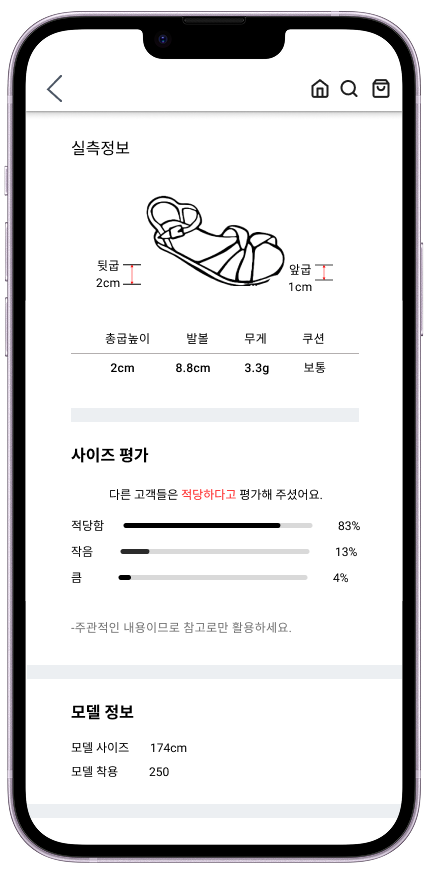 실측정보
뒷굽
2cm
앞굽
1cm
총굽높이 발볼 무게 쿠션
2cm 8.8cm 3.3g 보통
사이즈 평가
다른 고객들은 적당하다고 평가해 주셨어요.
적당함 83%
작음 13%
큼 4%
-주관적인 내용이므로 참고로만 활용하세요.
모델 정보
모델 사이즈 174cm
모델 착용 250